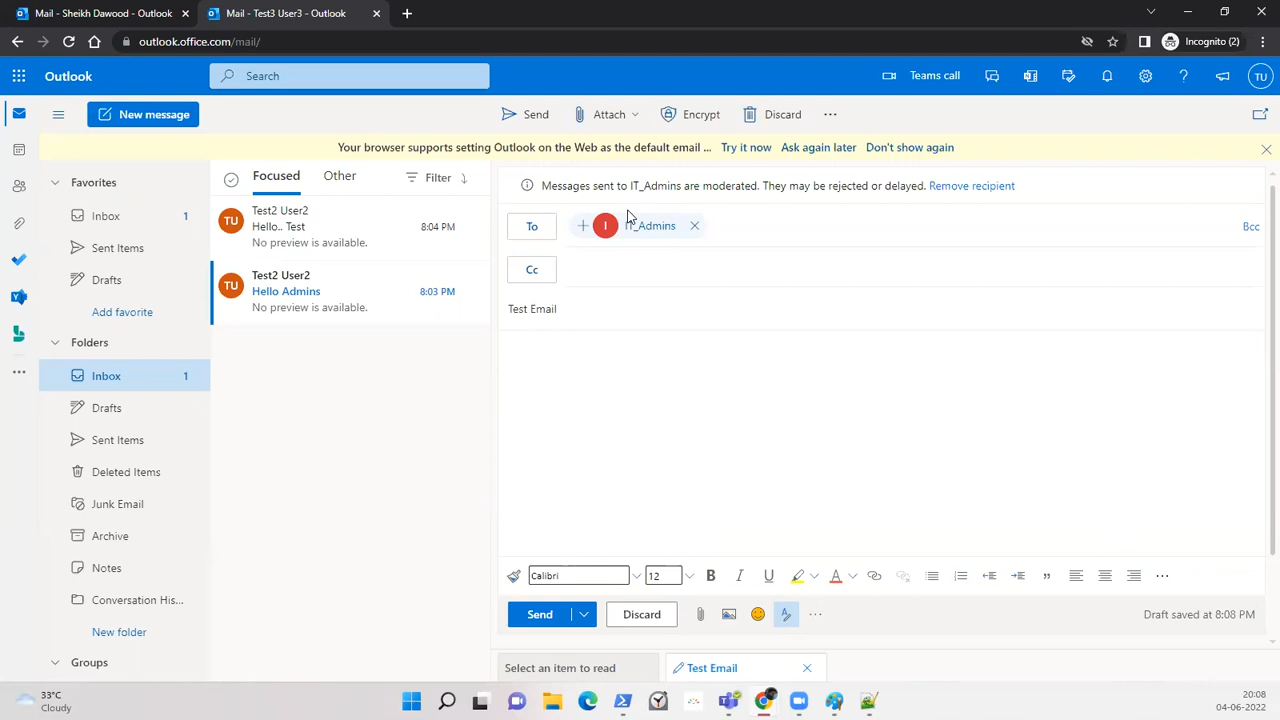 Mail - Sheikh Dawood - Outlook
Mail - Test3 User3 - Outlook
outlook.office.com/mail/
Incognito (2)
Outlook
Search
Teams call
TU
New message
Send
Attach
Encrypt
Discard
Your browser supports setting Outlook on the Web as the default email ...
Try it now
Ask again later
Don't show again
Favorites
Inbox 1
Sent Items
Drafts
Add favorite
Folders
Inbox 1
Drafts
Sent Items
Deleted Items
Junk Email
Archive
Notes
Conversation His...
New folder
Groups
Focused
Other
Filter
TU
Test2 User2
Hello.. Test 8:04 PM
No preview is available.
TU
Test2 User2
Hello Admins 8:03 PM
No preview is available.
Messages sent to IT_Admins are moderated. They may be rejected or delayed. Remove recipient
To
I
IT_Admins
Bcc
Cc
Test Email
Calibri
12
B I U A
Send
Discard
Draft saved at 8:08 PM
Select an item to read
Test Email
33°C
Cloudy
20:08
04-06-2022